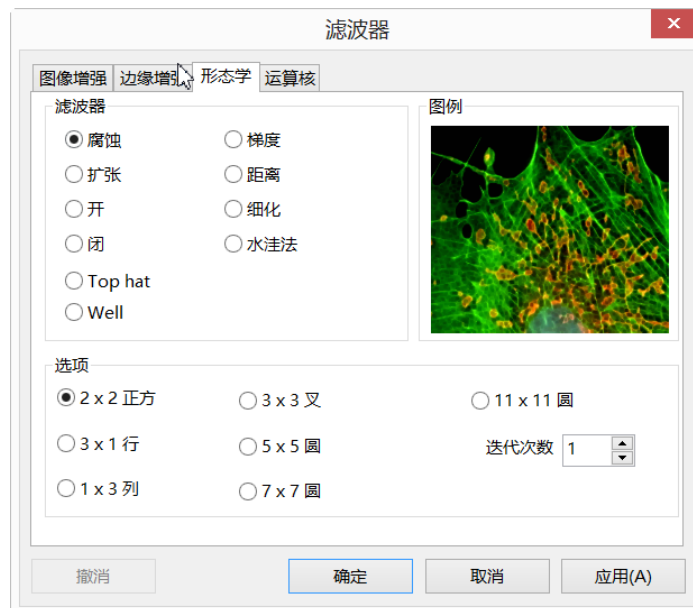 滤波器
图像增强 边缘增强 形态学 运算核
滤波器
腐蚀 梯度
扩张 距离
开 细化
闭 水洼法
Top hat
Well
图例
选项
2 x 2 正方 3 x 3 叉 11 x 11 圆
3 x 1 行 5 x 5 圆 迭代次数 1
1 x 3 列 7 x 7 圆
撤消 确定 取消 应用(A)